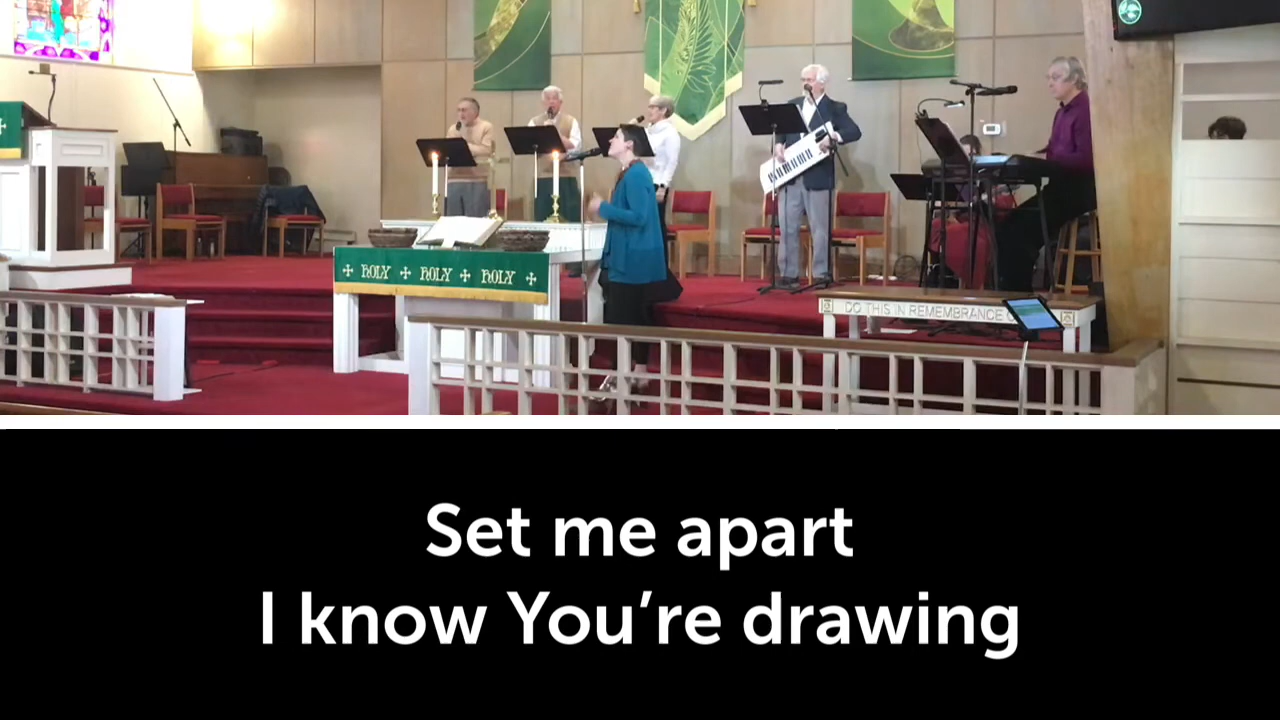 HOLY HOLY HOLY
DO THIS IN REMEMBRANCE
Set me apart
I know You’re drawing